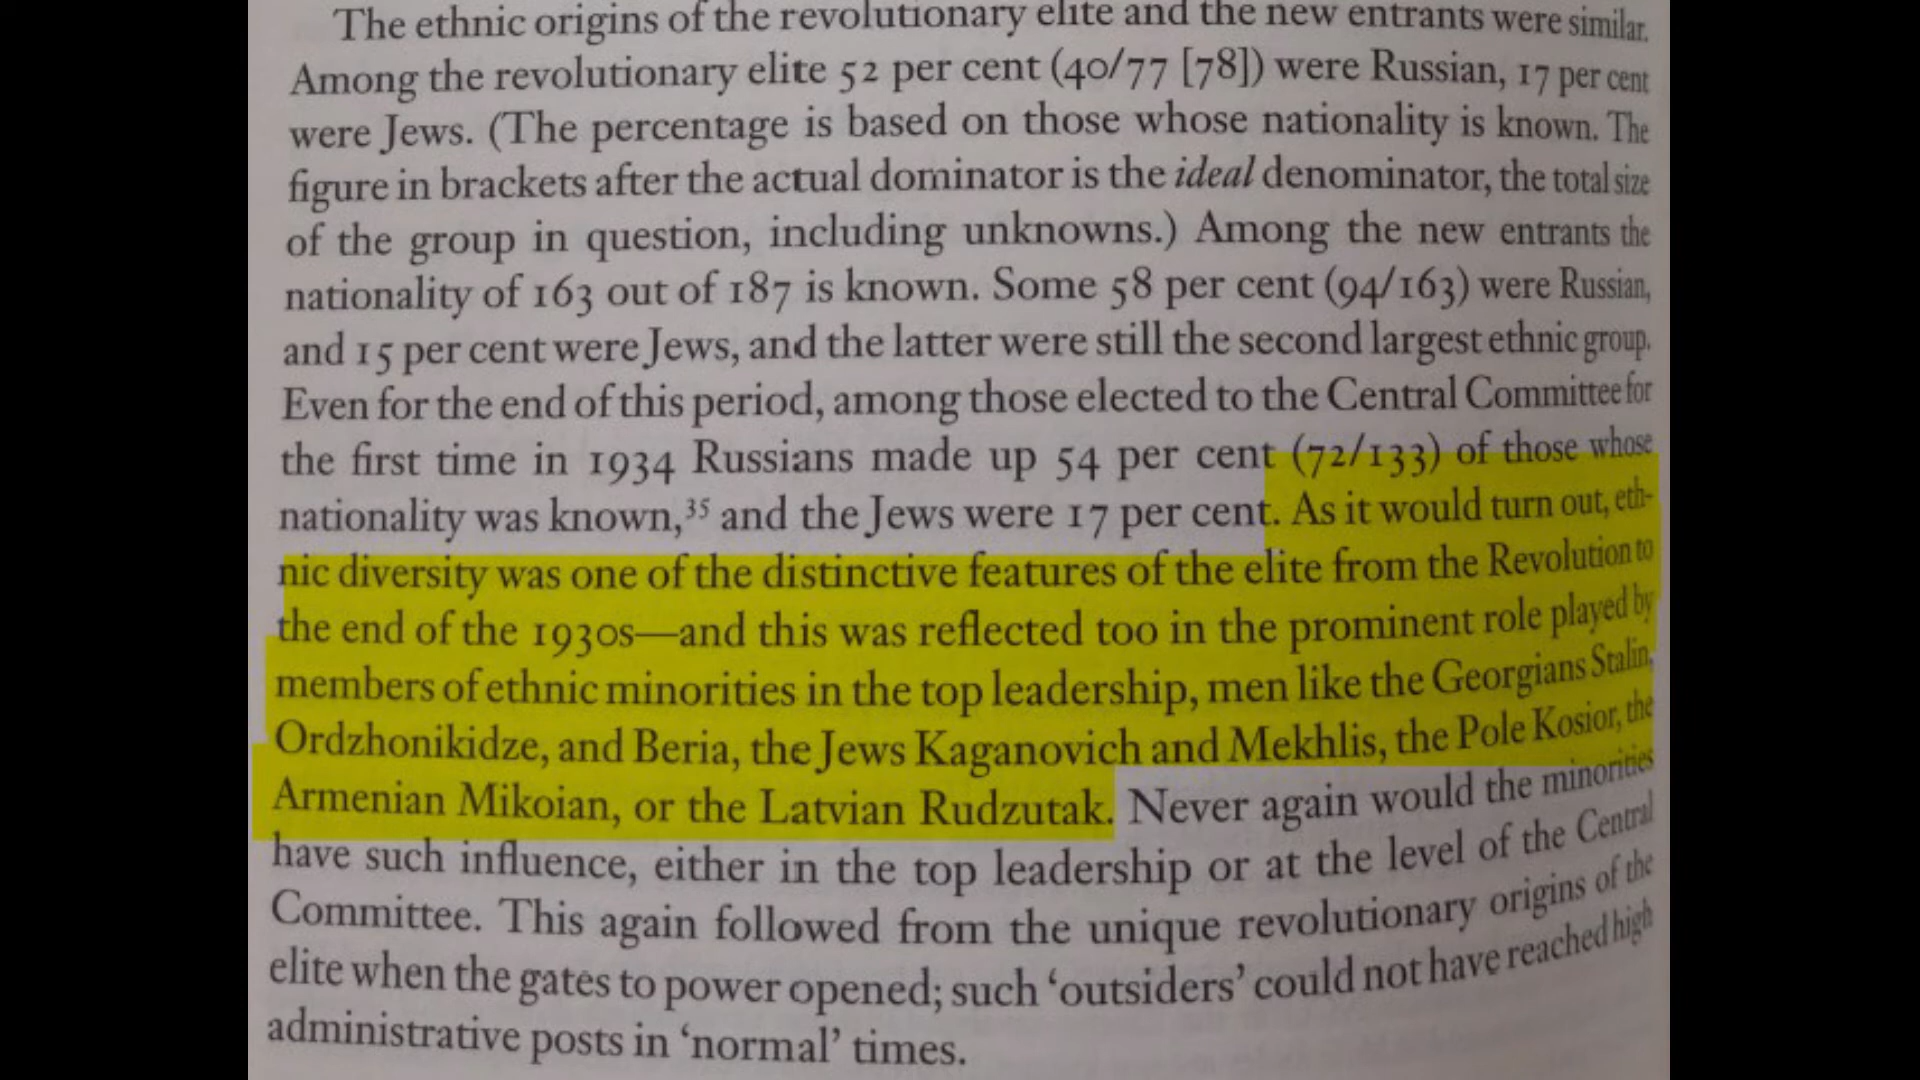 The ethnic origins of the revolutionary elite and the new entrants were similar.
Among the revolutionary elite 52 per cent (40/77 [78]) were Russian, 17 per cent
were Jews. (The percentage is based on those whose nationality is known. The
figure in brackets after the actual dominator is the ideal denominator, the total size
of the group in question, including unknowns.) Among the new entrants the
nationality of 163 out of 187 is known. Some 58 per cent (94/163) were Russian,
and 15 per cent were Jews, and the latter were still the second largest ethnic group.
Even for the end of this period, among those elected to the Central Committee for
the first time in 1934 Russians made up 54 per cent (72/133) of those whose
nationality was known,³⁵ and the Jews were 17 per cent. As it would turn out, eth-
nic diversity was one of the distinctive features of the elite from the Revolution to
the end of the 1930s—and this was reflected too in the prominent role played by
members of ethnic minorities in the top leadership, men like the Georgians Stalin,
Ordzhonikidze, and Beria, the Jews Kaganovich and Mekhlis, the Pole Kosior, the
Armenian Mikoian, or the Latvian Rudzutak. Never again would the minorities
have such influence, either in the top leadership or at the level of the Central
Committee. This again followed from the unique revolutionary origins of the
elite when the gates to power opened; such ‘outsiders’ could not have reached high
administrative posts in ‘normal’ times.